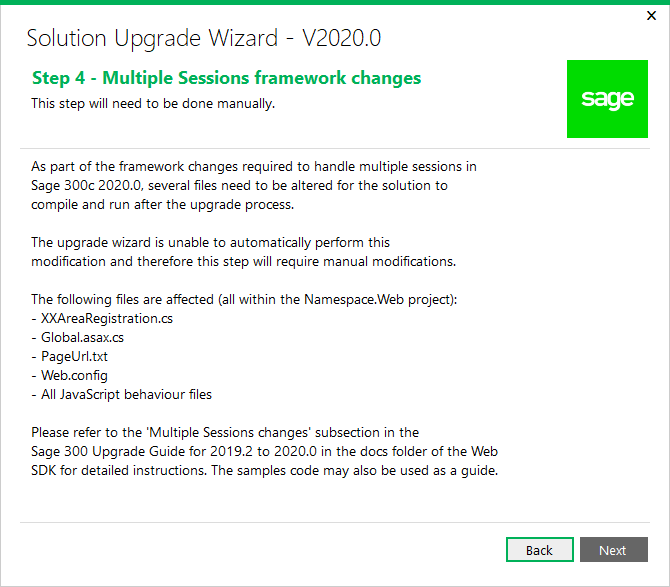 Solution Upgrade Wizard - V2020.0
Step 4 - Multiple Sessions framework changes
This step will need to be done manually.
sage
As part of the framework changes required to handle multiple sessions in
Sage 300c 2020.0, several files need to be altered for the solution to
compile and run after the upgrade process.
The upgrade wizard is unable to automatically perform this
modification and therefore this step will require manual modifications.
The following files are affected (all within the Namespace.Web project):
- XXAreaRegistration.cs
- Global.asax.cs
- PageUrl.txt
- Web.config
- All JavaScript behaviour files
Please refer to the 'Multiple Sessions changes' subsection in the
Sage 300 Upgrade Guide for 2019.2 to 2020.0 in the docs folder of the Web
SDK for detailed instructions. The samples code may also be used as a guide.
Back
Next